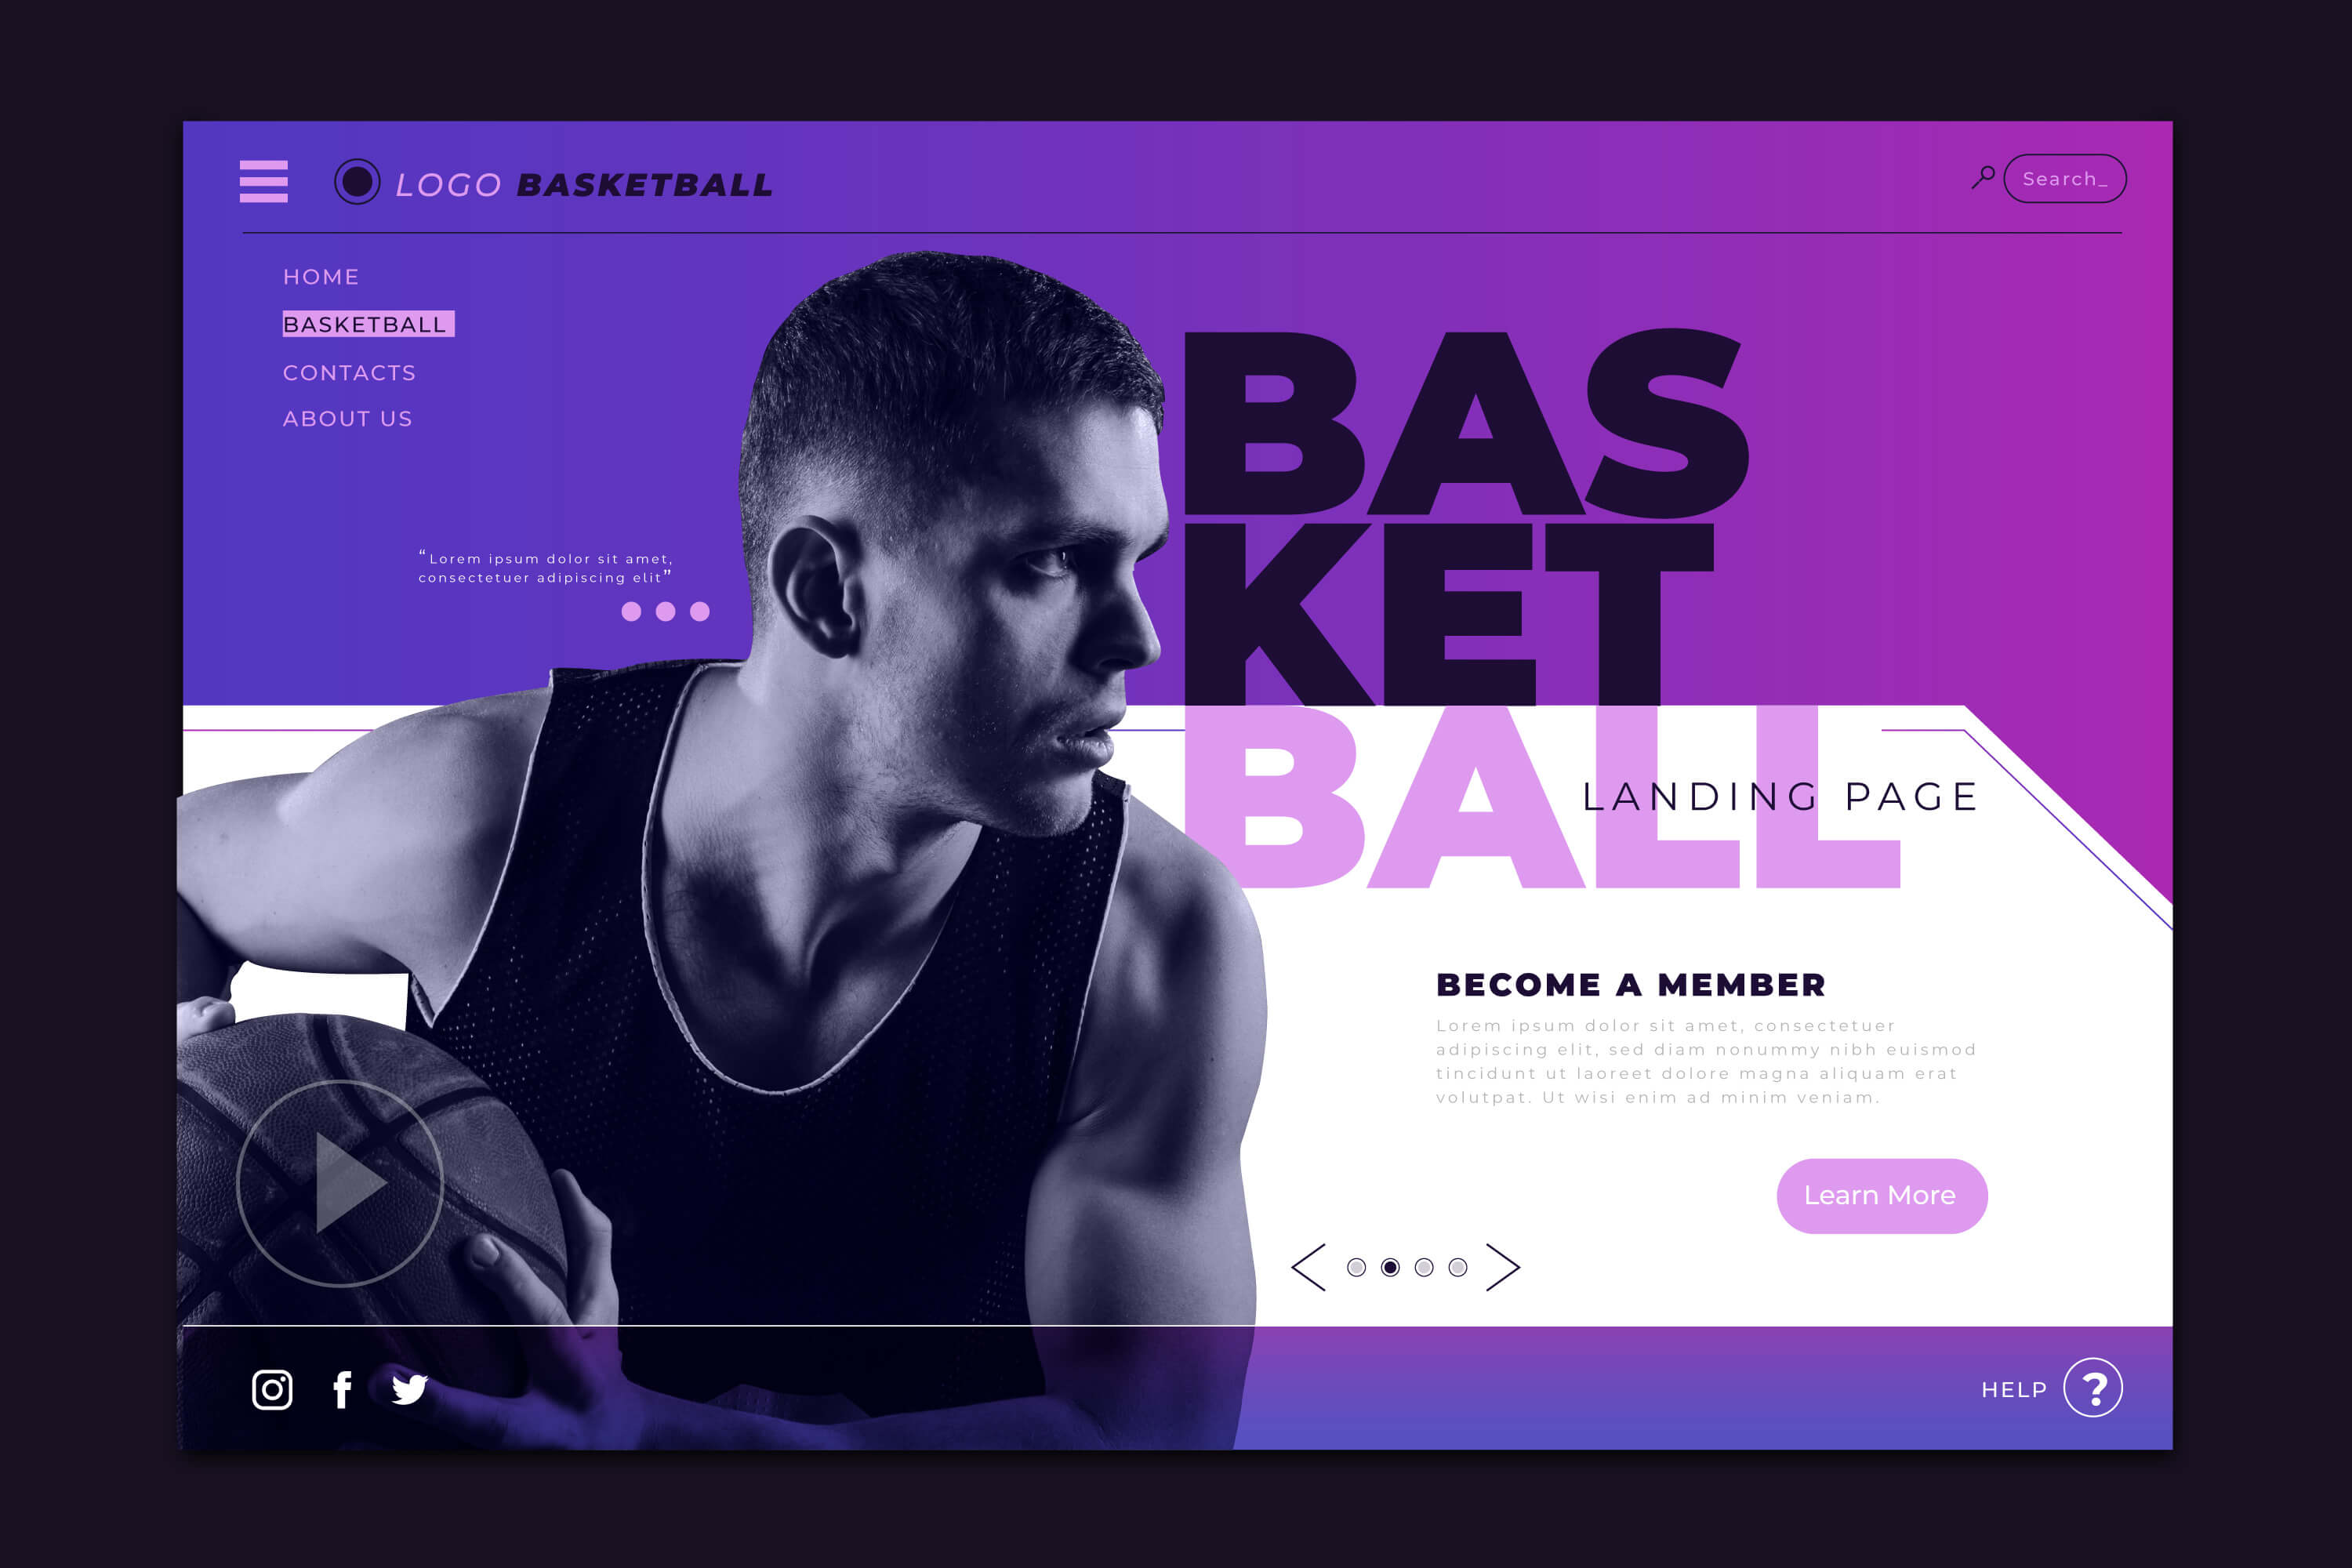 LOGO BASKETBALL
Search_
HOME
BASKETBALL
CONTACTS
ABOUT US
“Lorem ipsum dolor sit amet,
consectetuer adipiscing elit”
BAS
KET
BALL
LANDING PAGE
BECOME A MEMBER
Lorem ipsum dolor sit amet, consectetuer
adipiscing elit, sed diam nonummy nibh euismod
tincidunt ut laoreet dolore magna aliquam erat
volutpat. Ut wisi enim ad minim veniam.
Learn More
HELP ?